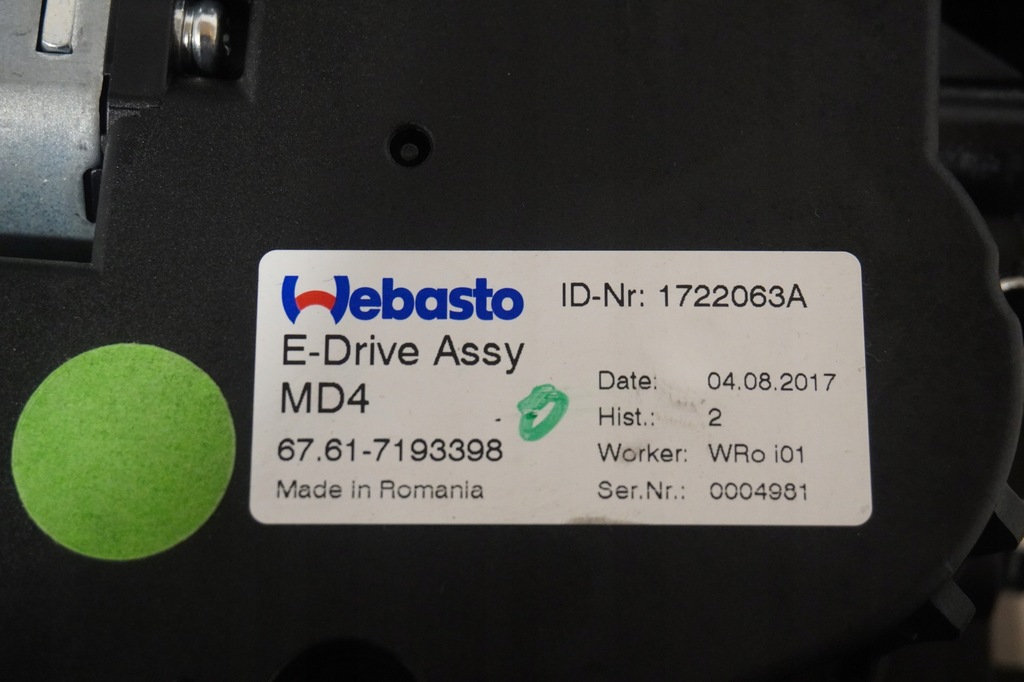 Webasto
ID-Nr: 1722063A
E-Drive Assy
MD4
67.61-7193398
Made in Romania
Date: 04.08.2017
Hist.: 2
Worker: WRo i01
Ser.Nr.: 0004981